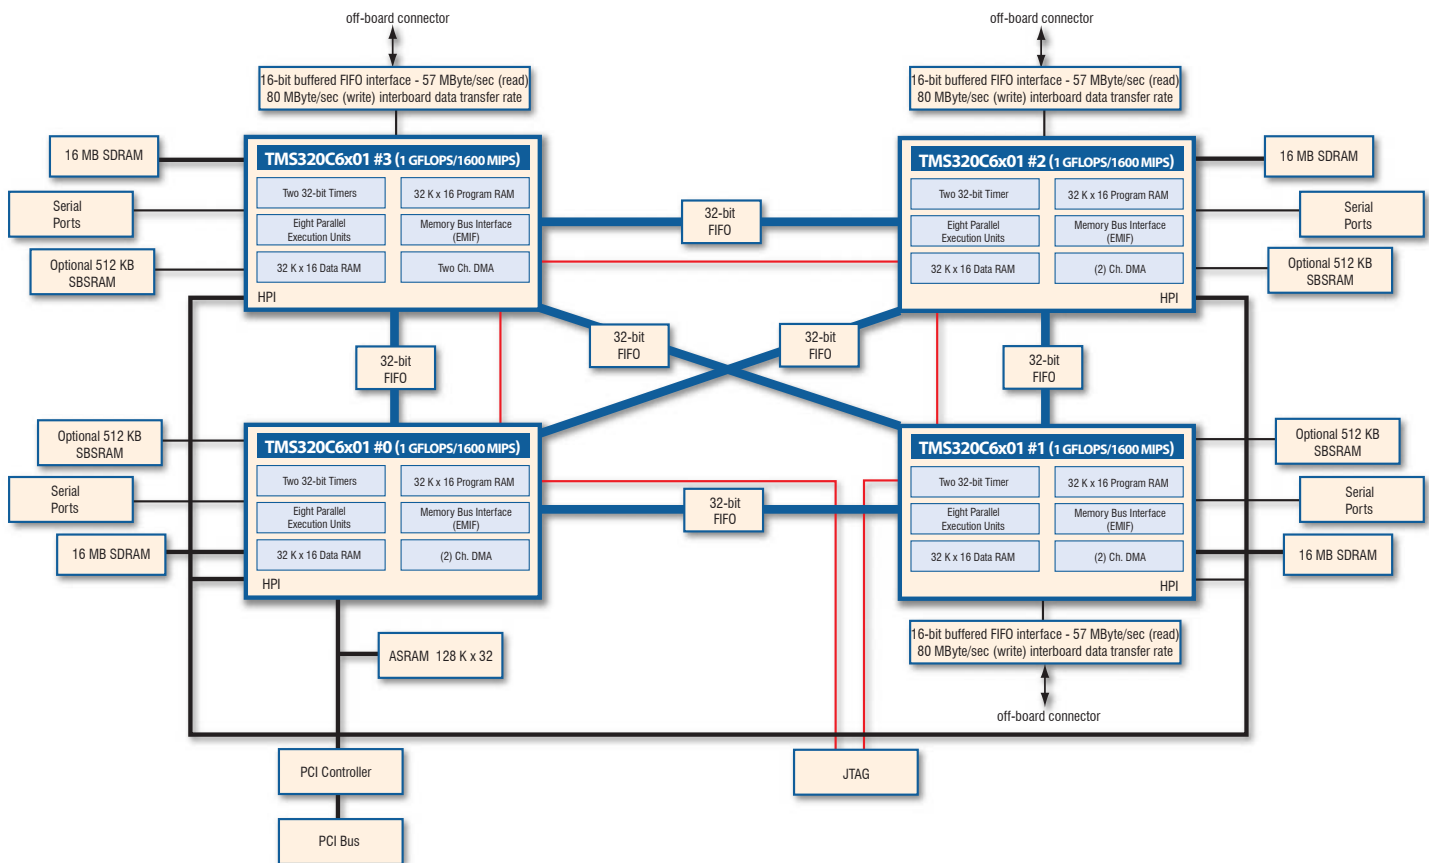 off-board connector
off-board connector
16-bit buffered FIFO interface - 57 MByte/sec (read)
80 MByte/sec (write) interboard data transfer rate
16-bit buffered FIFO interface - 57 MByte/sec (read)
80 MByte/sec (write) interboard data transfer rate
16 MB SDRAM
Serial
Ports
Optional 512 KB
SBSRAM
TMS320C6x01 #3 (1 GFLOPS/1600 MIPS)
Two 32-bit Timers
32 K x 16 Program RAM
Eight Parallel
Execution Units
Memory Bus Interface
(EMIF)
32 K x 16 Data RAM
Two Ch. DMA
HPI
32-bit
FIFO
TMS320C6x01 #2 (1 GFLOPS/1600 MIPS)
Two 32-bit Timer
32 K x 16 Program RAM
Eight Parallel
Execution Units
Memory Bus Interface
(EMIF)
32 K x 16 Data RAM
(2) Ch. DMA
HPI
16 MB SDRAM
Serial
Ports
Optional 512 KB
SBSRAM
32-bit
FIFO
32-bit
FIFO
32-bit
FIFO
32-bit
FIFO
Optional 512 KB
SBSRAM
Serial
Ports
16 MB SDRAM
TMS320C6x01 #0 (1 GFLOPS/1600 MIPS)
Two 32-bit Timers
32 K x 16 Program RAM
Eight Parallel
Execution Units
Memory Bus Interface
(EMIF)
32 K x 16 Data RAM
(2) Ch. DMA
HPI
32-bit
FIFO
TMS320C6x01 #1 (1 GFLOPS/1600 MIPS)
Two 32-bit Timer
32 K x 16 Program RAM
Eight Parallel
Execution Units
Memory Bus Interface
(EMIF)
32 K x 16 Data RAM
(2) Ch. DMA
HPI
Optional 512 KB
SBSRAM
Serial
Ports
16 MB SDRAM
ASRAM 128 K x 32
16-bit buffered FIFO interface - 57 MByte/sec (read)
80 MByte/sec (write) interboard data transfer rate
off-board connector
PCI Controller
JTAG
PCI Bus